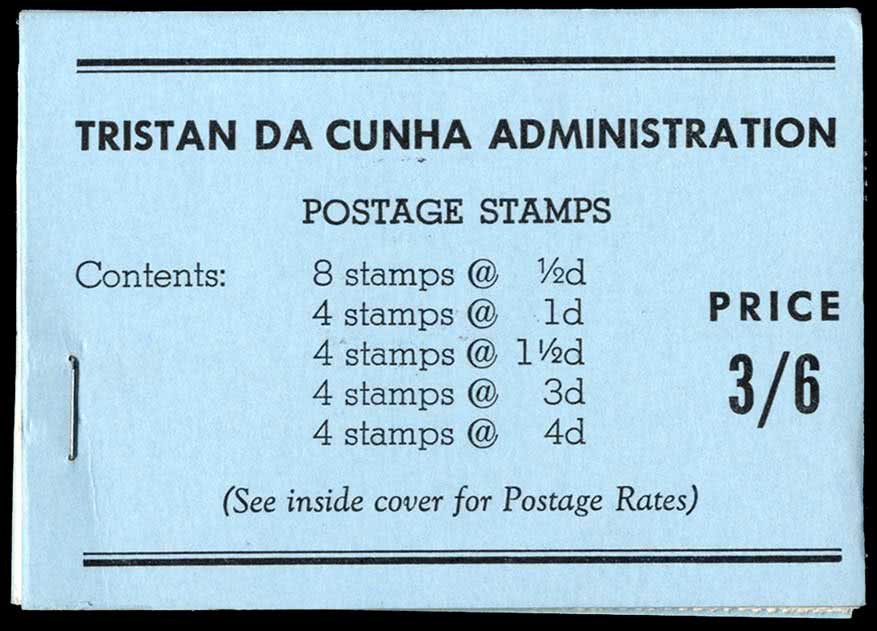 TRISTAN DA CUNHA ADMINISTRATION
POSTAGE STAMPS
Contents: 8 stamps @ ½d
4 stamps @ 1d
4 stamps @ 1½d
4 stamps @ 3d
4 stamps @ 4d
PRICE
3/6
(See inside cover for Postage Rates)